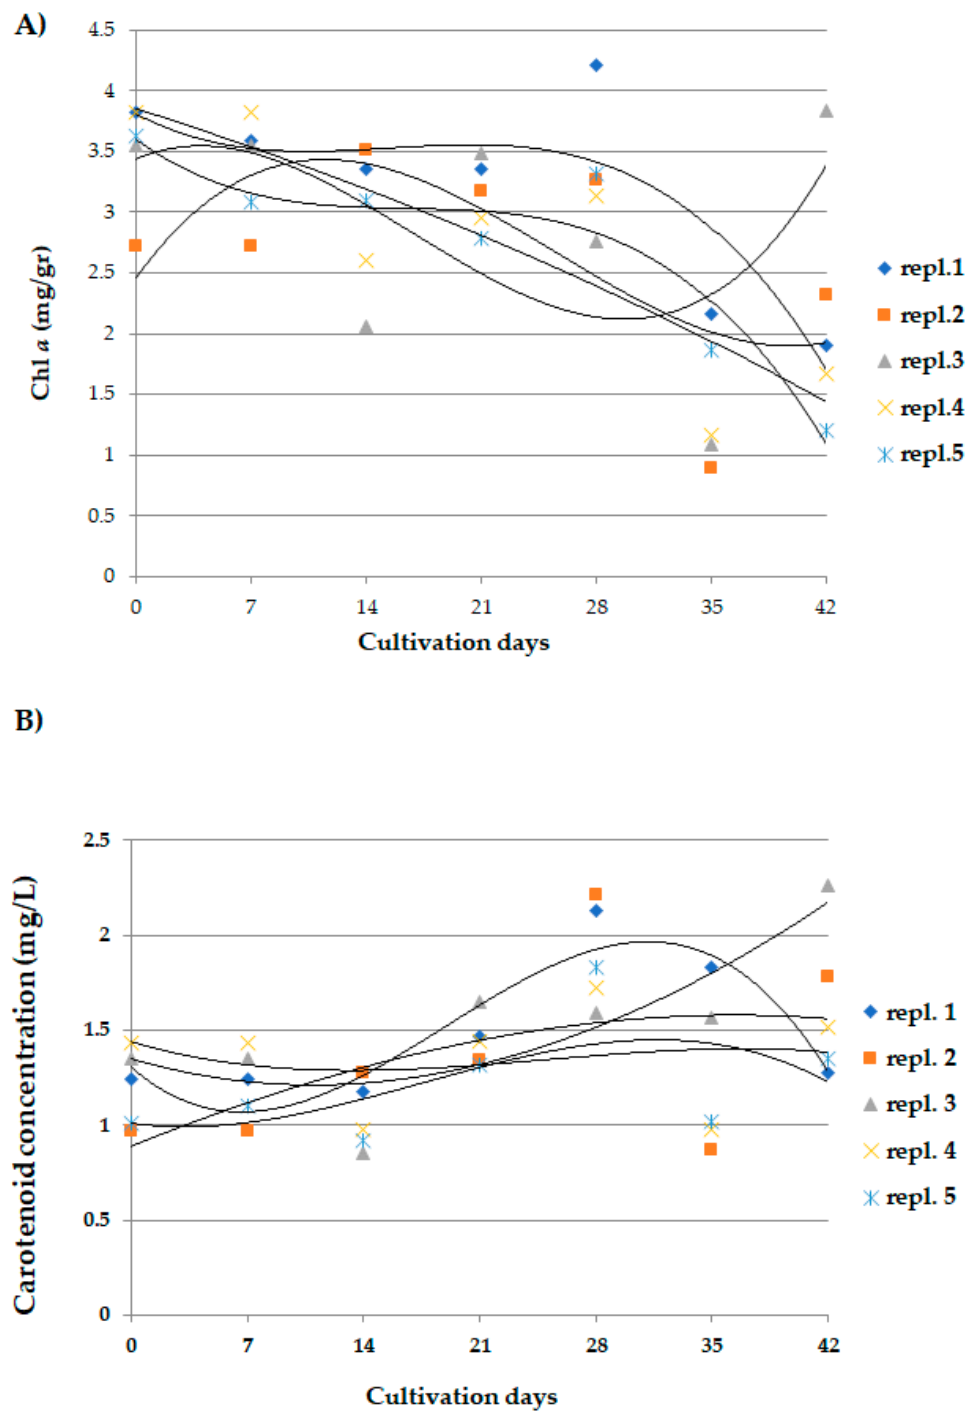 A)
Chl a (mg/gr)
4.5
4
3.5
3
2.5
2
1.5
1
0.5
0
0 7 14 21 28 35 42
Cultivation days
repl.1
repl.2
repl.3
repl.4
repl.5
B)
Carotenoid concentration (mg/L)
2.5
2
1.5
1
0.5
0
0 7 14 21 28 35 42
Cultivation days
repl. 1
repl. 2
repl. 3
repl. 4
repl. 5